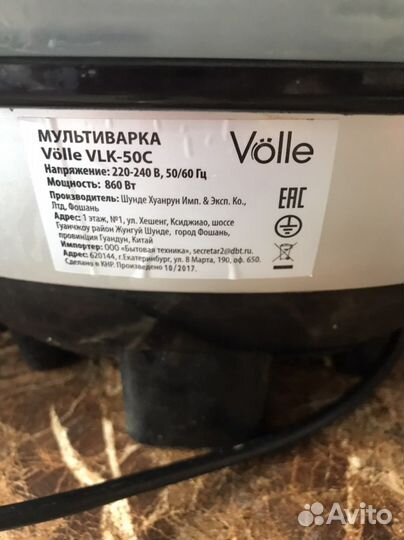 МУЛЬТИВАРКА
Völle VLK-50C
Völle
Напряжение: 220-240 В, 50/60 Гц
Мощность: 860 Вт
Производитель: Шунде Хуанрун Имп. & Эксп. Ко.,
Лтд, Фошань
Адрес: 1 этаж, №1, ул. Хешенг, Ксиджиао, шоссе
Гуанчжоу район Жунгуй Шунде, город Фошань,
провинция Гуандун, Китай
Импортер: ООО «Бытовая техника», secretar2@dbt.ru.
Адрес: 620144, г.Екатеринбург, ул. 8 Марта, 190, оф. 650.
Сделано в КНР. Произведено 10/2017.
EAC
Avito